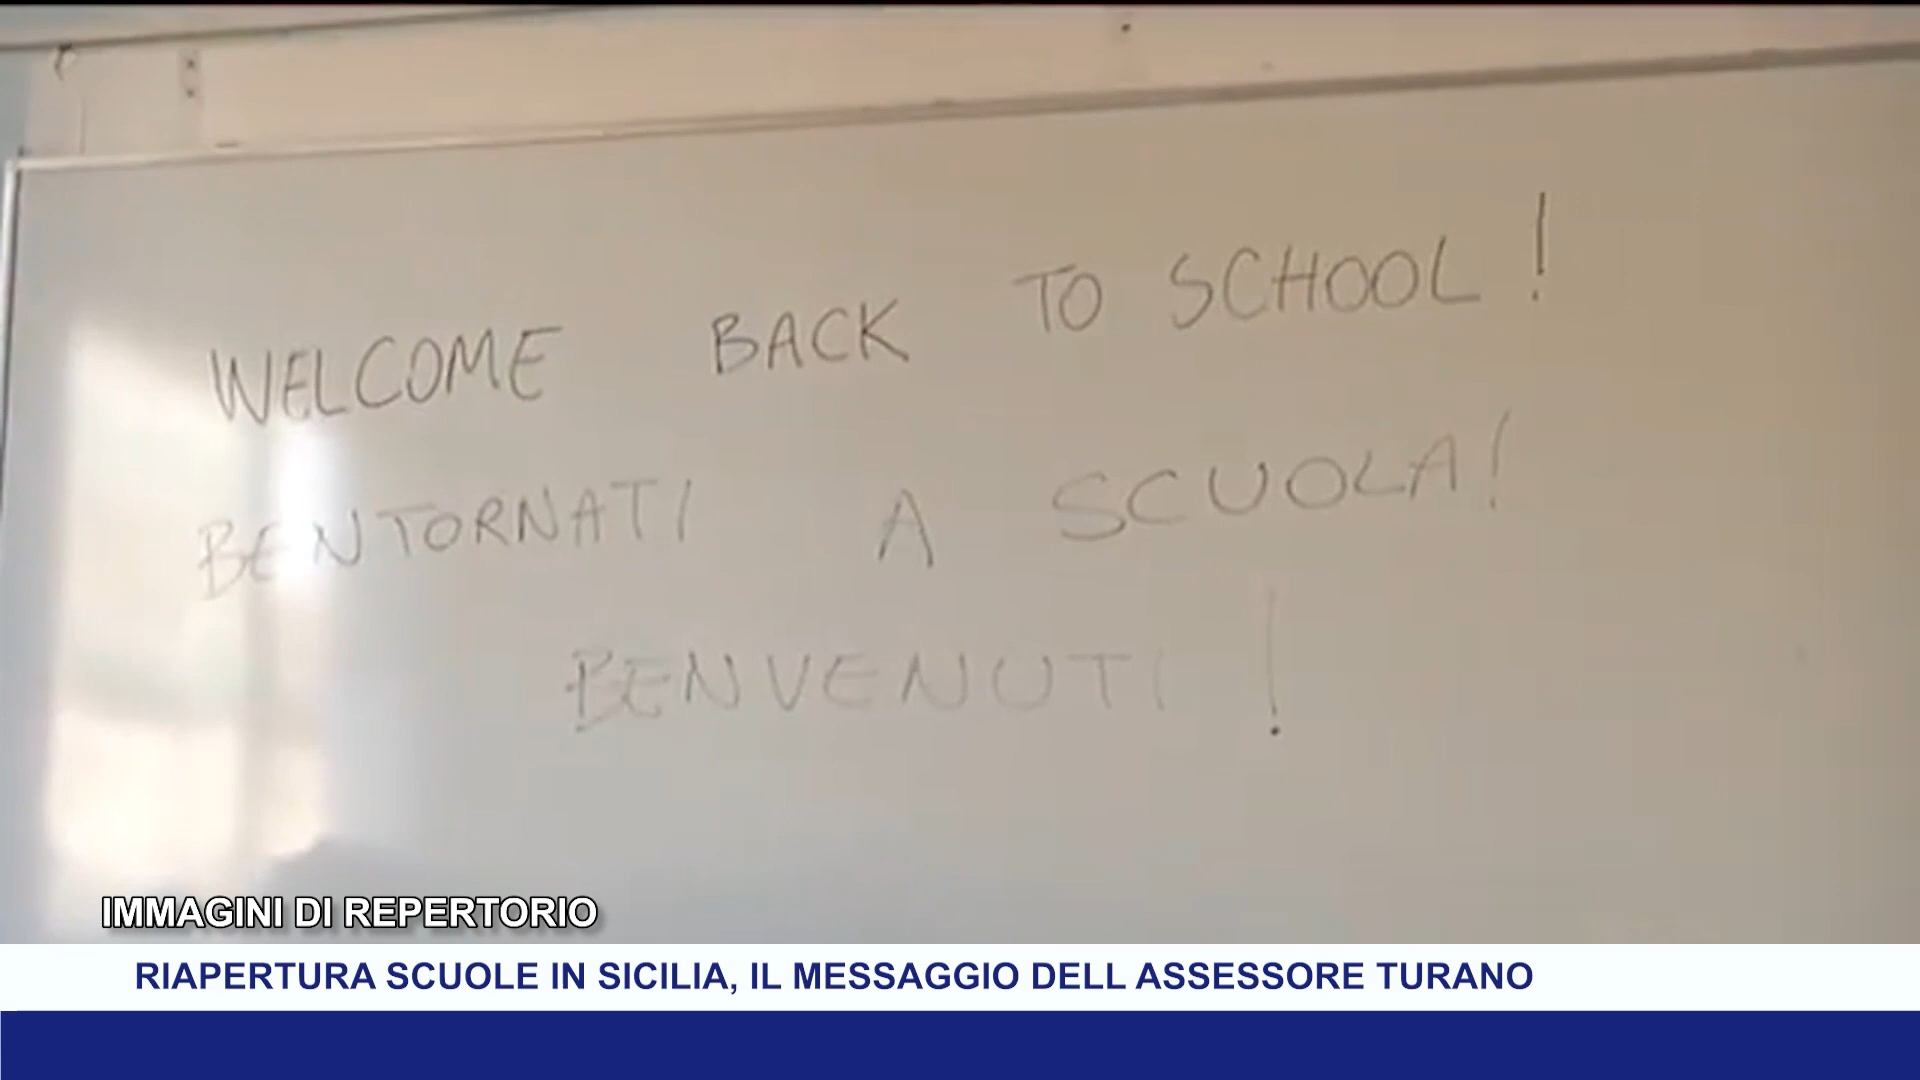 WELCOME BACK TO SCHOOL!
BENTORNATI A SCUOLA!
BENVENUTI!
IMMAGINI DI REPERTORIO
RIAPERTURA SCUOLE IN SICILIA, IL MESSAGGIO DELL ASSESSORE TURANO